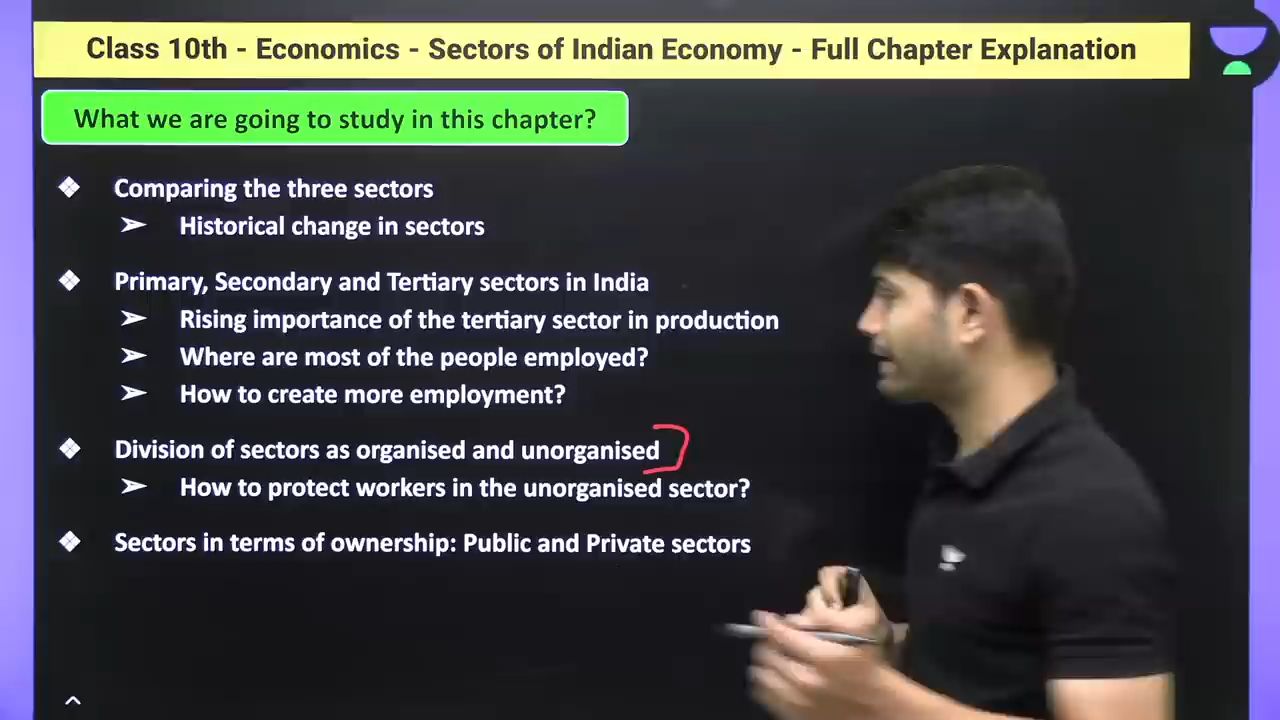 Class 10th - Economics - Sectors of Indian Economy - Full Chapter Explanation
What we are going to study in this chapter?
Comparing the three sectors
Historical change in sectors
Primary, Secondary and Tertiary sectors in India
Rising importance of the tertiary sector in production
Where are most of the people employed?
How to create more employment?
Division of sectors as organised and unorganised
How to protect workers in the unorganised sector?
Sectors in terms of ownership: Public and Private sectors